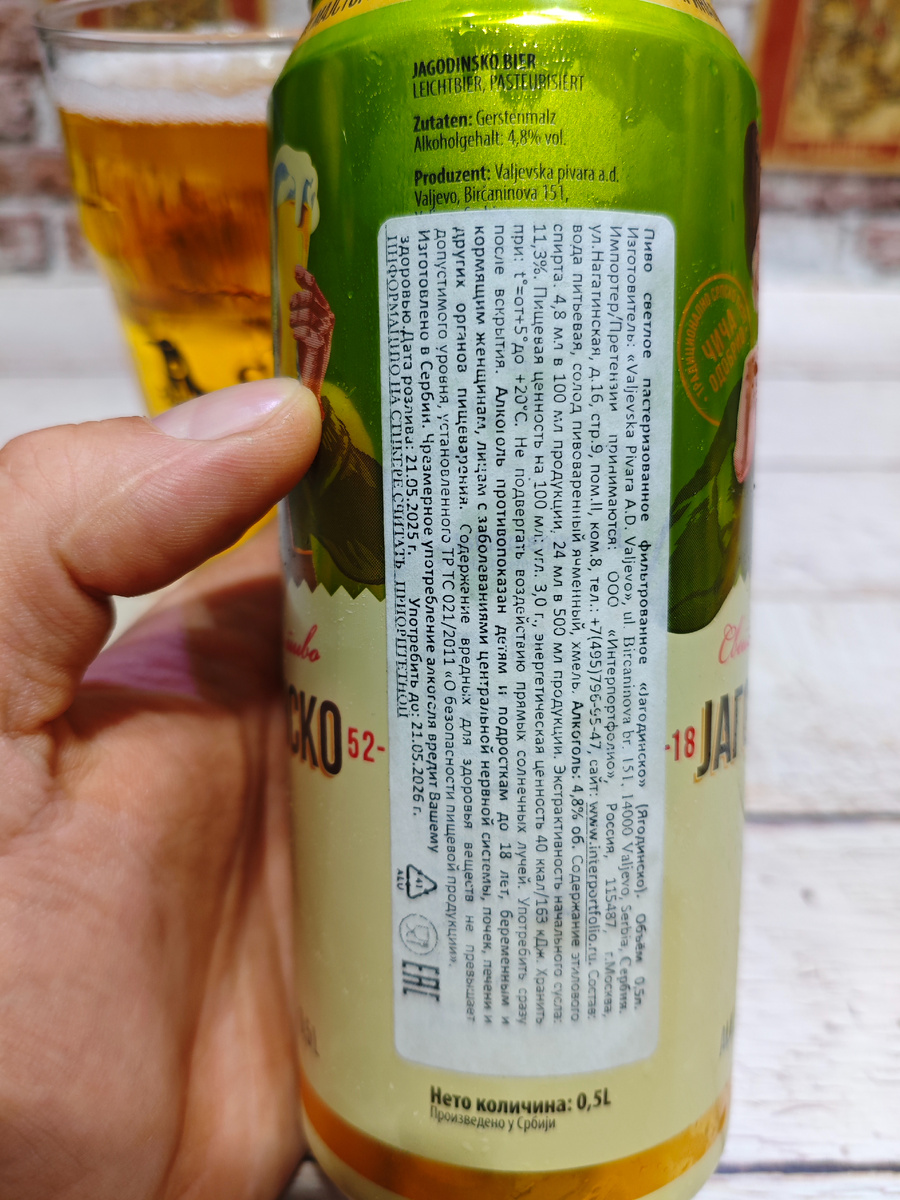 JAGODINSKO BIER
LEICHTBIER, PASTEURISIERT
Zutaten: Gerstenmalz
Alkoholgehalt: 4,8% vol.
Produzent: Valjevska pivara a.d.
Valjevo, Birčaninova 151,
Пиво светлое пастеризованное фильтрованное «Јагодинско» (Ягодинско). Объём 0,5л.
Изготовитель: «Valjevska Pivara A.D. Valjevo», ul. Bircaninova br. 151, 14000 Valjevo, Serbia, Сербия.
Импортер/Претензии принимаются: ООО «Интерпортфолио», Россия, 115487, г.Москва,
ул.Нагатинская, д.16, стр.9, пом.II, ком.8, тел.: +7(495)796-95-47, сайт: www.interportfolio.ru. Состав:
вода питьевая, солод пивоваренный ячменный, хмель. Алкоголь: 4,8% об. Содержание этилового
спирта: 4,8 мл в 100 мл продукции, 24 мл в 500 мл продукции. Экстрактивность начального сусла:
11,3%. Пищевая ценность на 100 мл: угл. 3,0 г., энергетическая ценность 40 ккал/163 кДж. Хранить
при: t°=от+5°до +20°С. Не подвергать воздействию прямых солнечных лучей. Употребить сразу
после вскрытия. Алкоголь противопоказан детям и подросткам до 18 лет, беременным и
кормящим женщинам, лицам с заболеваниями центральной нервной системы, почек, печени и
других органов пищеварения. Содержание вредных для здоровья веществ не превышает
допустимого уровня, установленного ТР ТС 021/2011 «О безопасности пищевой продукции».
Изготовлено в Сербии. Чрезмерное употребление алкоголя вредит Вашему
здоровью.Дата розлива: 21.05.2025 г. Употребить до: 21.05.2026 г.
ИНФОРМАЦИЮ НА СТИКЕРЕ СЧИТАТЬ ПРИОРИТЕТНОЙ
41
ALU
EAC
ЧИЧА
СКО 52-
-18 ЈАГ
Нето количина: 0,5L
Произведено у Србији